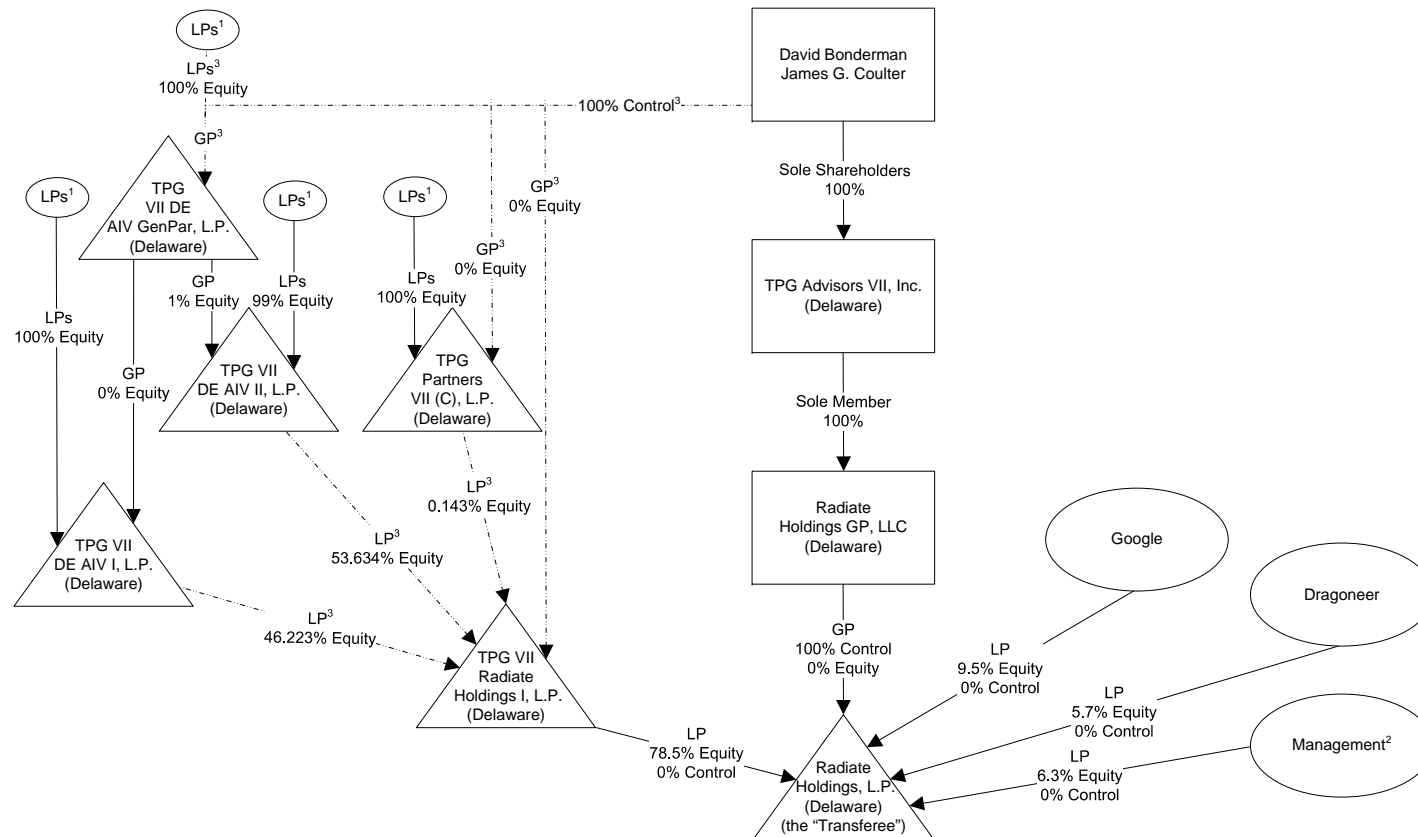 LPs¹
LPs³
100% Equity
GP³
100% Control³
David Bonderman
James G. Coulter
Sole Shareholders
100%
TPG Advisors VII, Inc.
(Delaware)
Sole Member
100%
Radiate
Holdings GP, LLC
(Delaware)
GP
100% Control
0% Equity
LPs¹
TPG
VII DE
AIV GenPar, L.P.
(Delaware)
LPs¹
LPs¹
GP³
0% Equity
GP³
0% Equity
LPs
100% Equity
GP
0% Equity
GP
1% Equity
LPs
99% Equity
LPs
100% Equity
TPG VII
DE AIV II, L.P.
(Delaware)
TPG
Partners
VII (C), L.P.
(Delaware)
TPG VII
DE AIV I, L.P.
(Delaware)
LP³
46.223% Equity
LP³
53.634% Equity
LP³
0.143% Equity
TPG VII
Radiate
Holdings I, L.P.
(Delaware)
LP
78.5% Equity
0% Control
Radiate
Holdings, L.P.
(Delaware)
(the “Transferee”)
Google
LP
9.5% Equity
0% Control
Dragoneer
LP
5.7% Equity
0% Control
Management²
LP
6.3% Equity
0% Control